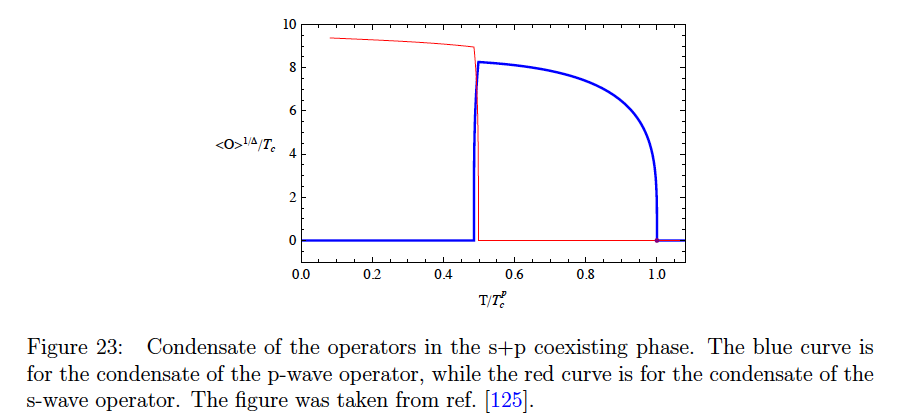 10
8
6
4
2
0
<O>^{1/Δ}/T_c
0.0 0.2 0.4 0.6 0.8 1.0
T/T_c^p
Figure 23: Condensate of the operators in the s+p coexisting phase. The blue curve is
for the condensate of the p-wave operator, while the red curve is for the condensate of the
s-wave operator. The figure was taken from ref. [125].